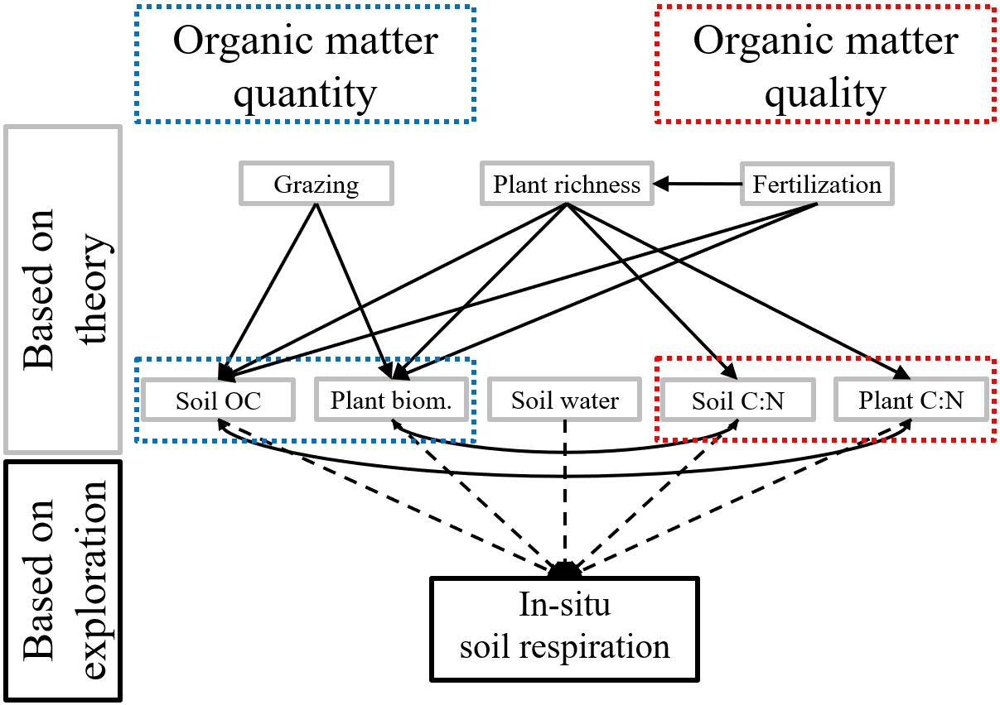 Organic matter
quantity
Organic matter
quality
Based on
theory
Grazing
Plant richness
Fertilization
Soil OC
Plant biom.
Soil water
Soil C:N
Plant C:N
Based on
exploration
In-situ
soil respiration